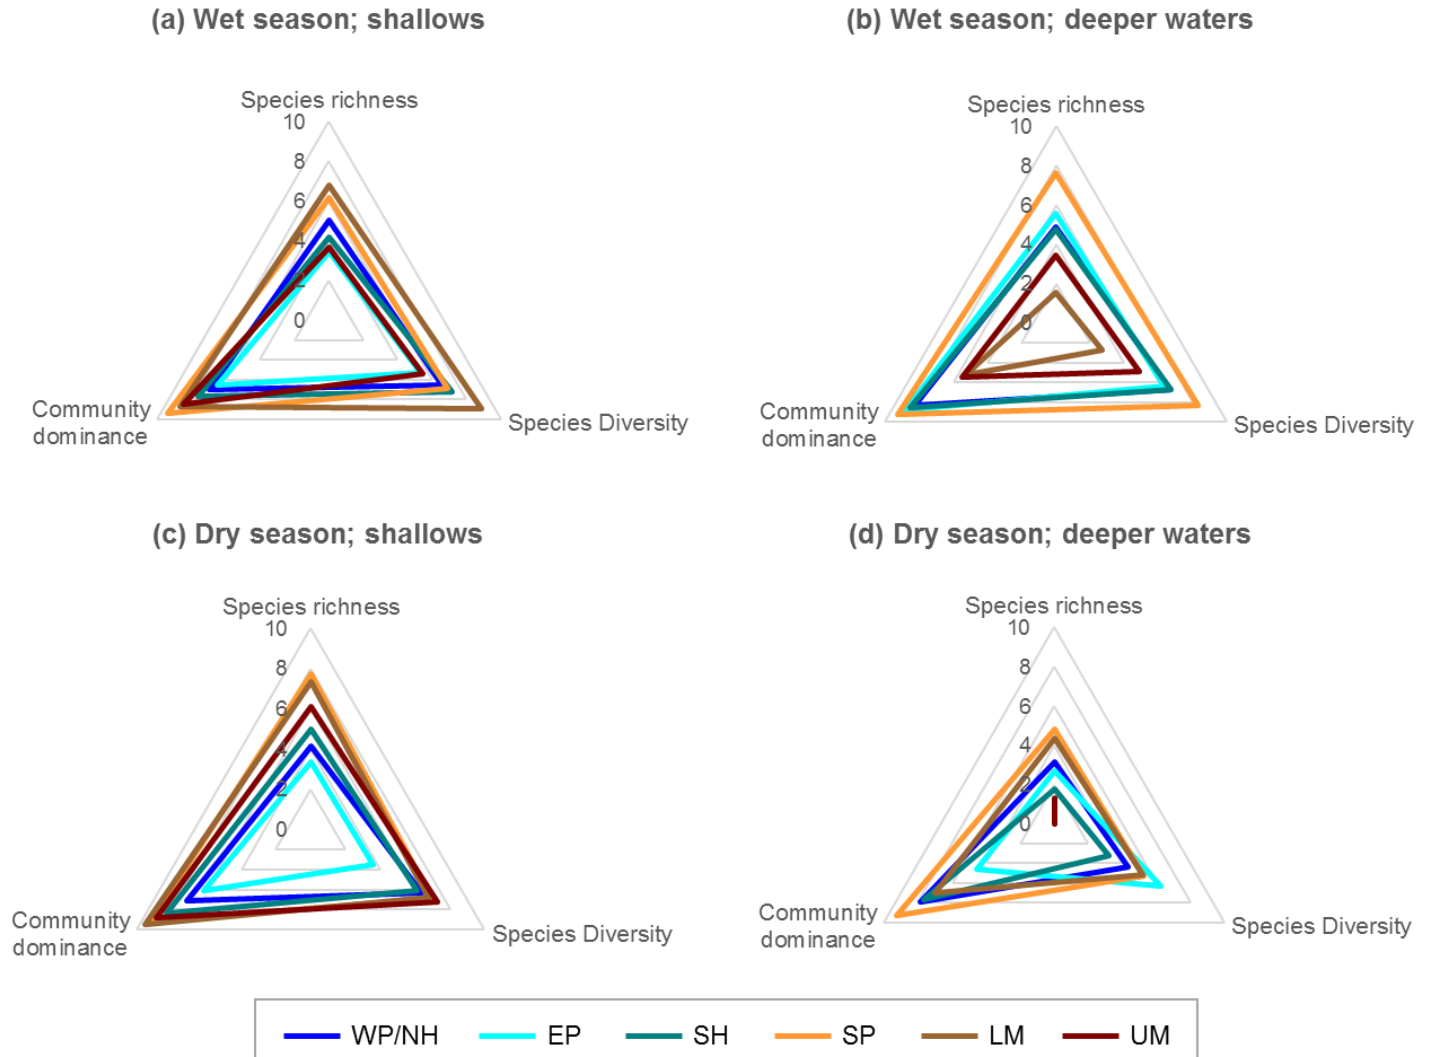 (a) Wet season; shallows
Species richness
10
8
6
4
2
0
Community
dominance
Species Diversity
(b) Wet season; deeper waters
Species richness
10
8
6
4
2
0
Community
dominance
Species Diversity
(c) Dry season; shallows
Species richness
10
8
6
4
2
0
Community
dominance
Species Diversity
(d) Dry season; deeper waters
Species richness
10
8
6
4
2
0
Community
dominance
Species Diversity
WP/NH EP SH SP LM UM